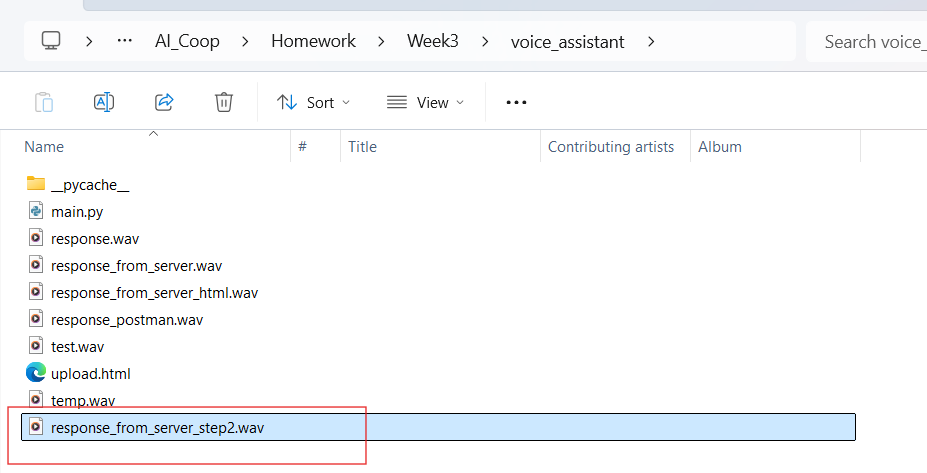 ... AI_Coop Homework Week3 voice_assistant Search voice_
Sort View ...
Name # Title Contributing artists Album
__pycache__
main.py
response.wav
response_from_server.wav
response_from_server_html.wav
response_postman.wav
test.wav
upload.html
temp.wav
response_from_server_step2.wav